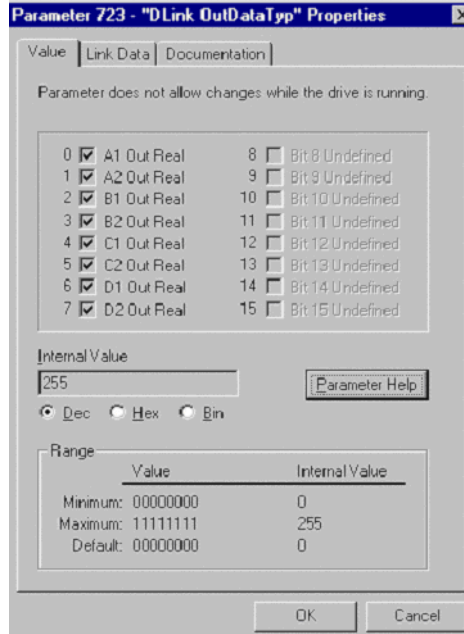 Parameter 723 - "DLink OutDataTyp" Properties
Value Link Data Documentation
Parameter does not allow changes while the drive is running.
0 A1 Out Real 8 Bit 8 Undefined
1 A2 Out Real 9 Bit 9 Undefined
2 B1 Out Real 10 Bit 10 Undefined
3 B2 Out Real 11 Bit 11 Undefined
4 C1 Out Real 12 Bit 12 Undefined
5 C2 Out Real 13 Bit 13 Undefined
6 D1 Out Real 14 Bit 14 Undefined
7 D2 Out Real 15 Bit 15 Undefined
Internal Value
255 Parameter Help
Dec Hex Bin
Range
Value Internal Value
Minimum: 00000000 0
Maximum: 11111111 255
Default: 00000000 0
OK Cancel